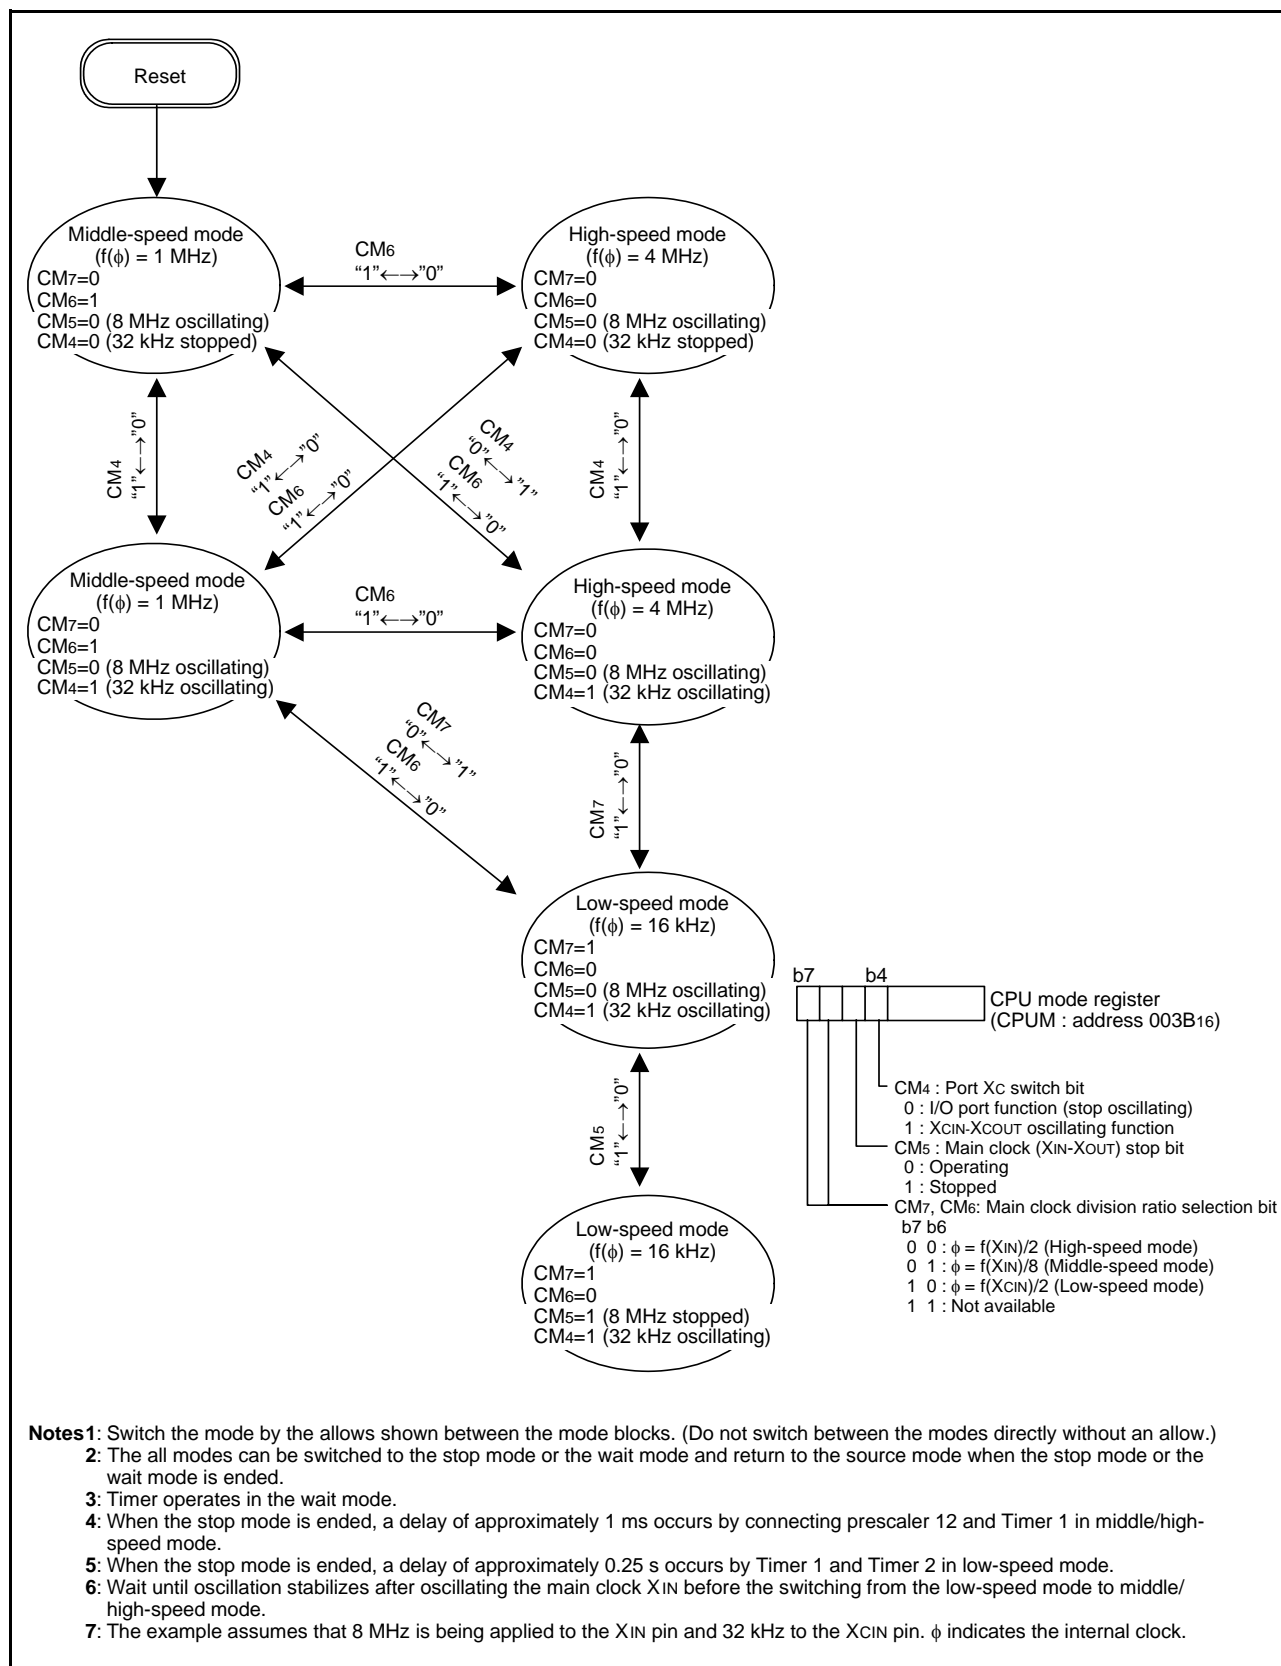 Reset
Middle-speed mode
(f(ϕ) = 1 MHz)
CM7=0
CM6=1
CM5=0 (8 MHz oscillating)
CM4=0 (32 kHz stopped)
CM6
“1”←→”0”
High-speed mode
(f(ϕ) = 4 MHz)
CM7=0
CM6=0
CM5=0 (8 MHz oscillating)
CM4=0 (32 kHz stopped)
CM4
“1”←→”0”
CM4
“1”←→”0”
CM6
“1”←→”0”
CM4
“0”←→”1”
CM6
“1”←→”0”
CM4
“1”←→”0”
Middle-speed mode
(f(ϕ) = 1 MHz)
CM7=0
CM6=1
CM5=0 (8 MHz oscillating)
CM4=1 (32 kHz oscillating)
CM6
“1”←→”0”
High-speed mode
(f(ϕ) = 4 MHz)
CM7=0
CM6=0
CM5=0 (8 MHz oscillating)
CM4=1 (32 kHz oscillating)
CM7
“0”←→”1”
CM6
“1”←→”0”
CM7
“1”←→”0”
Low-speed mode
(f(ϕ) = 16 kHz)
CM7=1
CM6=0
CM5=0 (8 MHz oscillating)
CM4=1 (32 kHz oscillating)
CM5
“1”←→”0”
Low-speed mode
(f(ϕ) = 16 kHz)
CM7=1
CM6=0
CM5=1 (8 MHz stopped)
CM4=1 (32 kHz oscillating)
b7 b4
CPU mode register
(CPUM : address 003B16)
CM4 : Port XC switch bit
0 : I/O port function (stop oscillating)
1 : XCIN-XCOUT oscillating function
CM5 : Main clock (XIN-XOUT) stop bit
0 : Operating
1 : Stopped
CM7, CM6: Main clock division ratio selection bit
b7 b6
0 0 : ϕ = f(XIN)/2 (High-speed mode)
0 1 : ϕ = f(XIN)/8 (Middle-speed mode)
1 0 : ϕ = f(XCIN)/2 (Low-speed mode)
1 1 : Not available
Notes1: Switch the mode by the allows shown between the mode blocks. (Do not switch between the modes directly without an allow.)
2: The all modes can be switched to the stop mode or the wait mode and return to the source mode when the stop mode or the
wait mode is ended.
3: Timer operates in the wait mode.
4: When the stop mode is ended, a delay of approximately 1 ms occurs by connecting prescaler 12 and Timer 1 in middle/high-
speed mode.
5: When the stop mode is ended, a delay of approximately 0.25 s occurs by Timer 1 and Timer 2 in low-speed mode.
6: Wait until oscillation stabilizes after oscillating the main clock XIN before the switching from the low-speed mode to middle/
high-speed mode.
7: The example assumes that 8 MHz is being applied to the XIN pin and 32 kHz to the XCIN pin. ϕ indicates the internal clock.